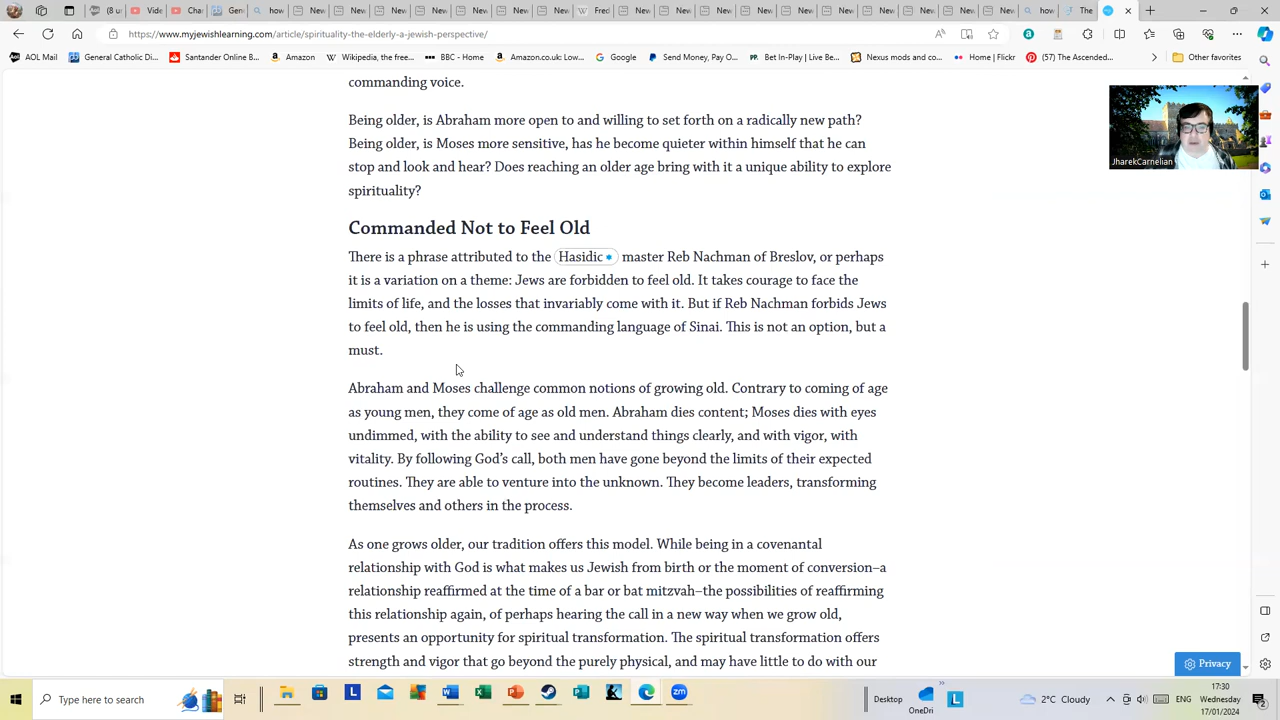 (8 u
how
New
New
New
New
Fred
New
New
New
how
The
https://www.myjewishlearning.com/article/spirituality-the-elderly-a-jewish-perspective/
AOL Mail
General Catholic Di...
Santander Online B...
Amazon
Wikipedia, the free...
BBC - Home
Amazon.co.uk: Low...
Google
Send Money, Pay O...
Bet In-Play | Live Be...
Nexus mods and co...
Home | Flickr
(57) The Ascended...
Other favorites
commanding voice.
Being older, is Abraham more open to and willing to set forth on a radically new path?
Being older, is Moses more sensitive, has he become quieter within himself that he can
stop and look and hear? Does reaching an older age bring with it a unique ability to explore
spirituality?
JharekCarnelian
Commanded Not to Feel Old
There is a phrase attributed to the Hasidic master Reb Nachman of Breslov, or perhaps
it is a variation on a theme: Jews are forbidden to feel old. It takes courage to face the
limits of life, and the losses that invariably come with it. But if Reb Nachman forbids Jews
to feel old, then he is using the commanding language of Sinai. This is not an option, but a
must.
Abraham and Moses challenge common notions of growing old. Contrary to coming of age
as young men, they come of age as old men. Abraham dies content; Moses dies with eyes
undimmed, with the ability to see and understand things clearly, and with vigor, with
vitality. By following God’s call, both men have gone beyond the limits of their expected
routines. They are able to venture into the unknown. They become leaders, transforming
themselves and others in the process.
As one grows older, our tradition offers this model. While being in a covenantal
relationship with God is what makes us Jewish from birth or the moment of conversion–a
relationship reaffirmed at the time of a bar or bat mitzvah–the possibilities of reaffirming
this relationship again, of perhaps hearing the call in a new way when we grow old,
presents an opportunity for spiritual transformation. The spiritual transformation offers
strength and vigor that go beyond the purely physical, and may have little to do with our
Privacy
Type here to search
Desktop
OneDri
2°C Cloudy
17:30
Wednesday
17/01/2024